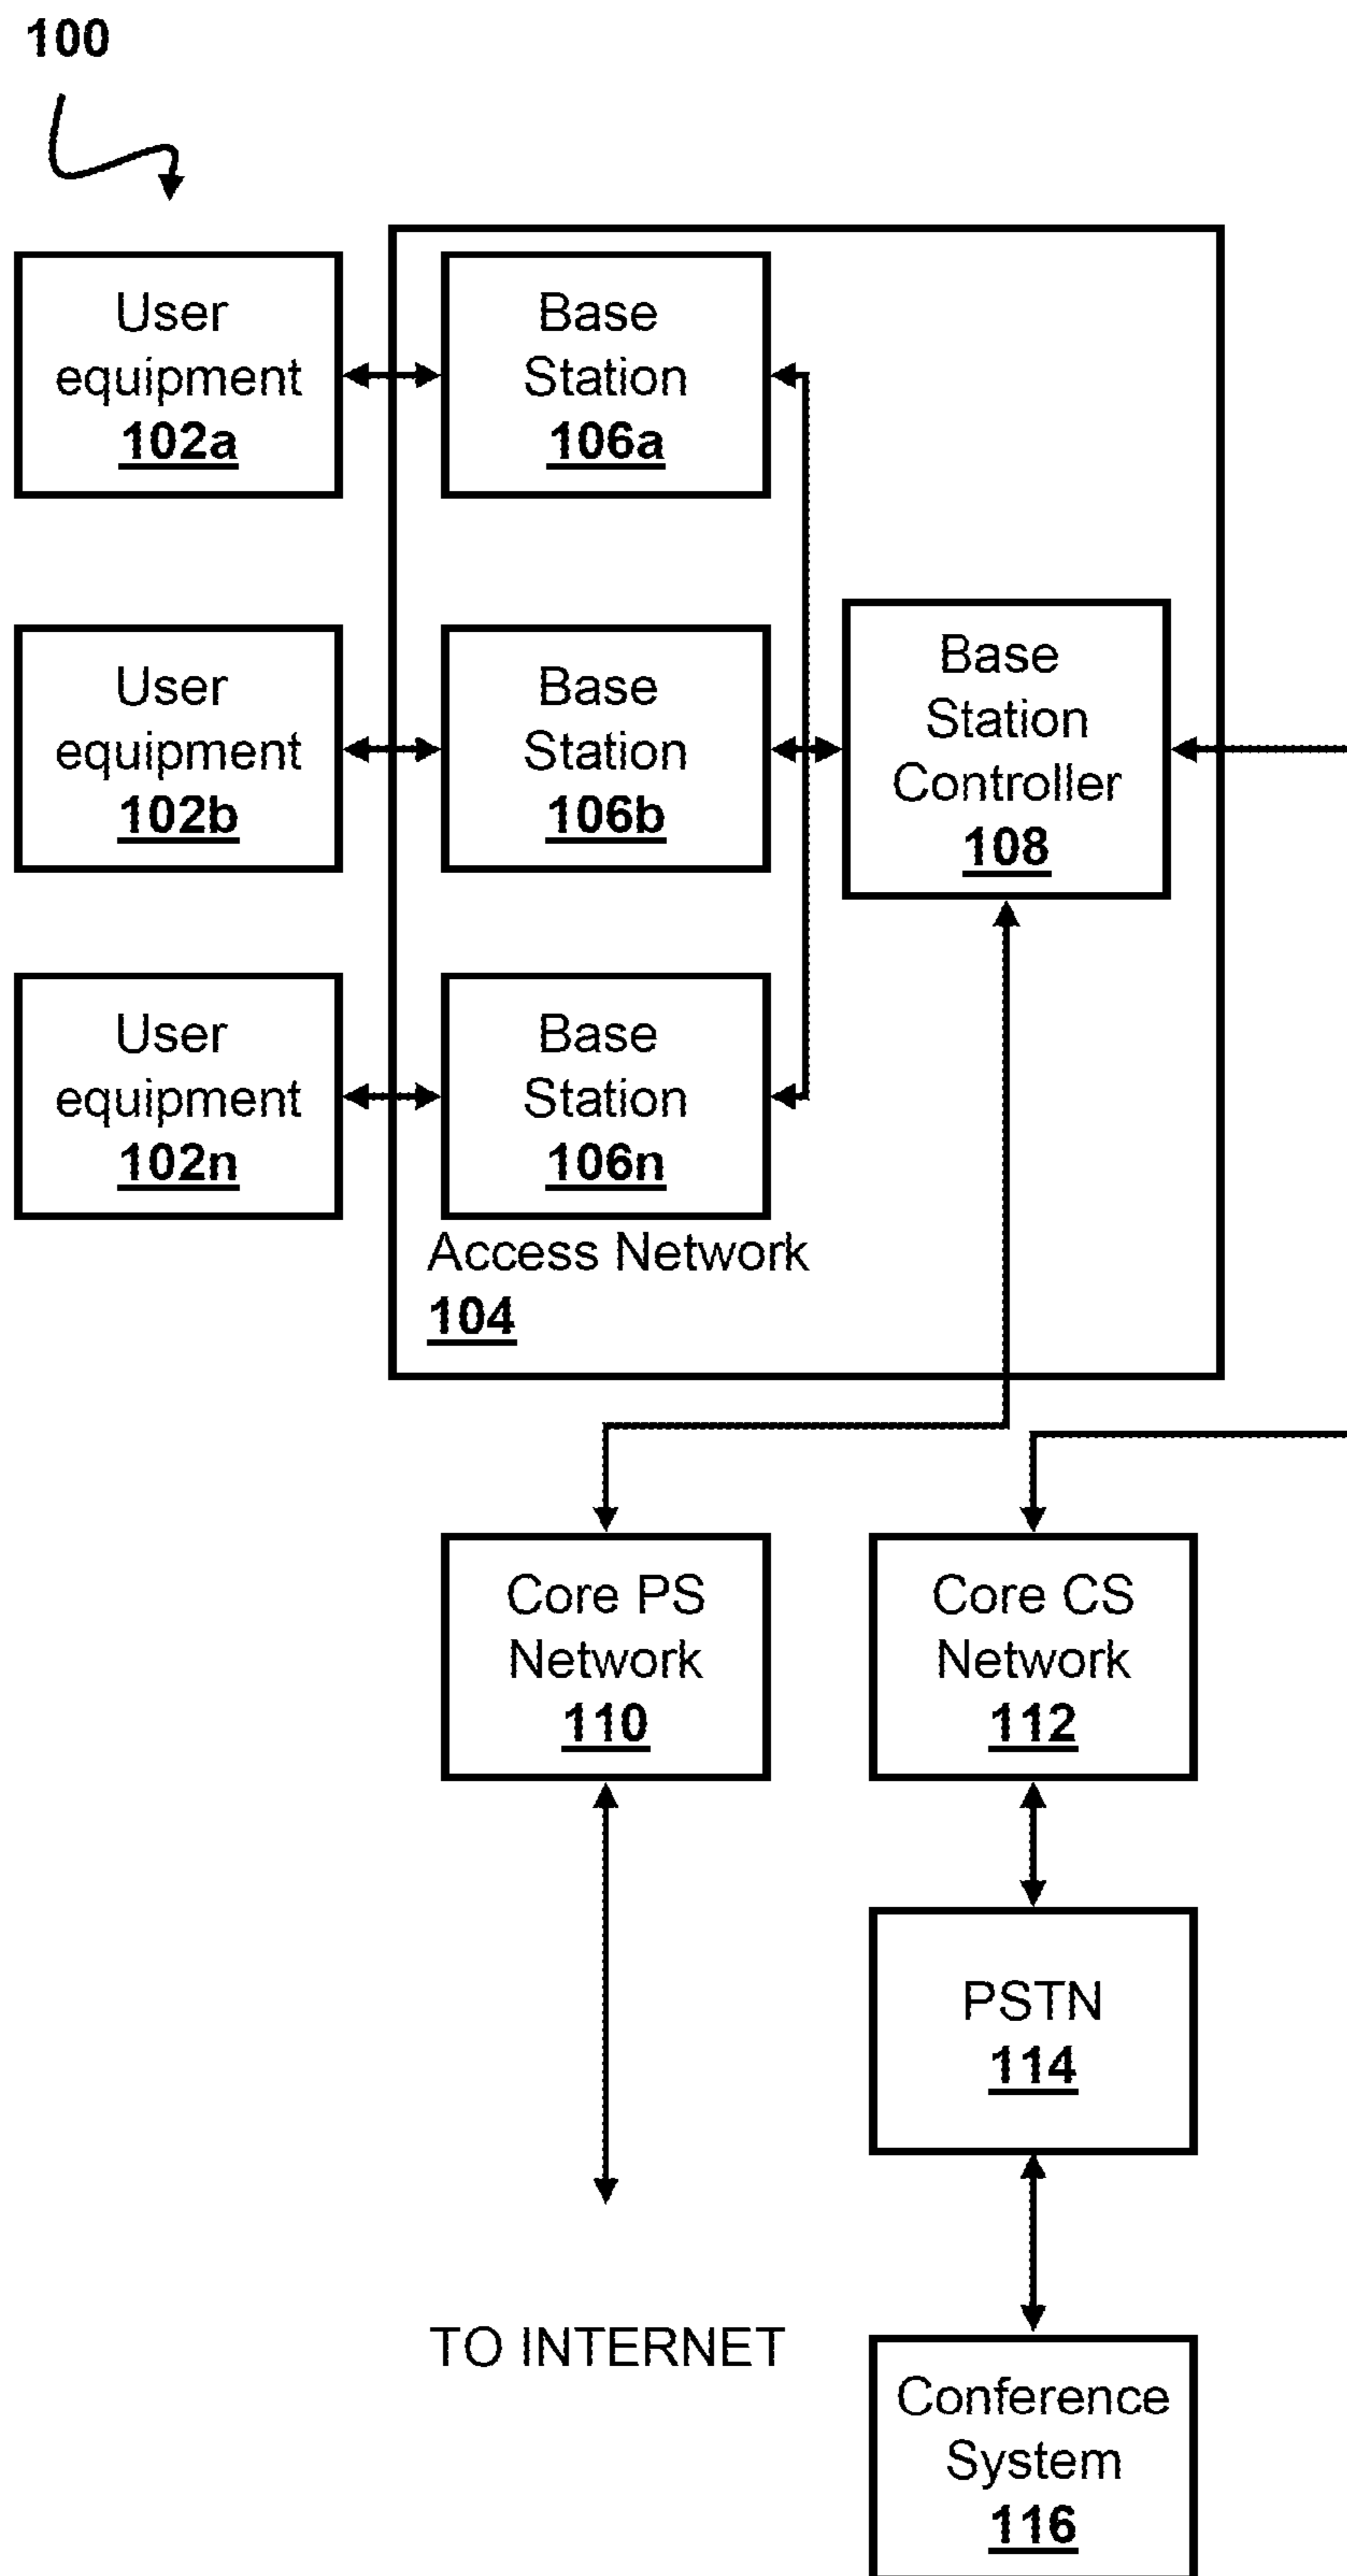 100
User
equipment
102a
Base
Station
106a
User
equipment
102b
Base
Station
106b
Base
Station
Controller
108
User
equipment
102n
Base
Station
106n
Access Network
104
Core PS
Network
110
Core CS
Network
112
PSTN
114
TO INTERNET
Conference
System
116